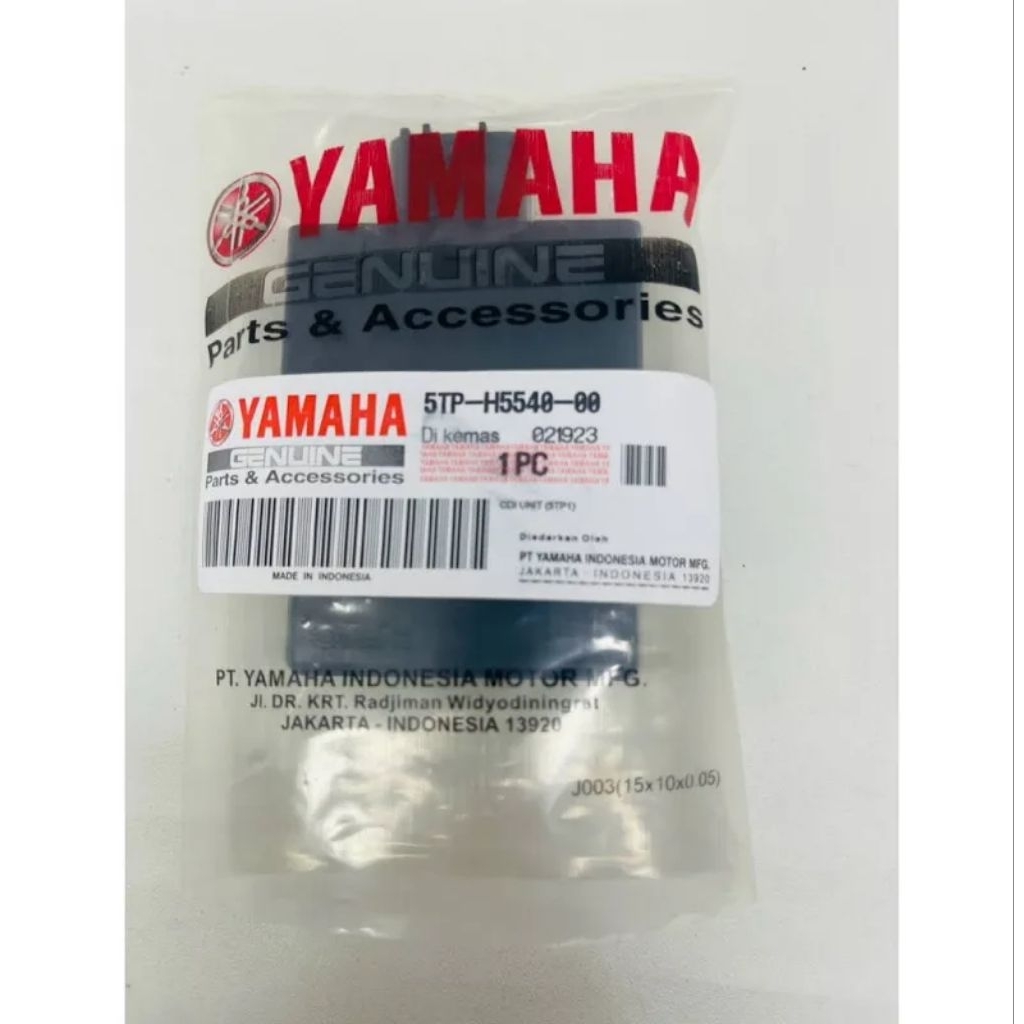 YAMAHA
GENUINE
Parts & Accessories
YAMAHA
GENUINE
Parts & Accessories
5TP-H5540-00
Di kemas 021923
1PC
CDI UNIT (5TP1)
Diedarkan Oleh
PT YAMAHA INDONESIA MOTOR MFG.
JAKARTA - INDONESIA 13920
MADE IN INDONESIA
PT. YAMAHA INDONESIA MOTOR MFG.
Jl. DR. KRT. Radjiman Widyodiningrat
JAKARTA - INDONESIA 13920
J003(15x10x0.05)